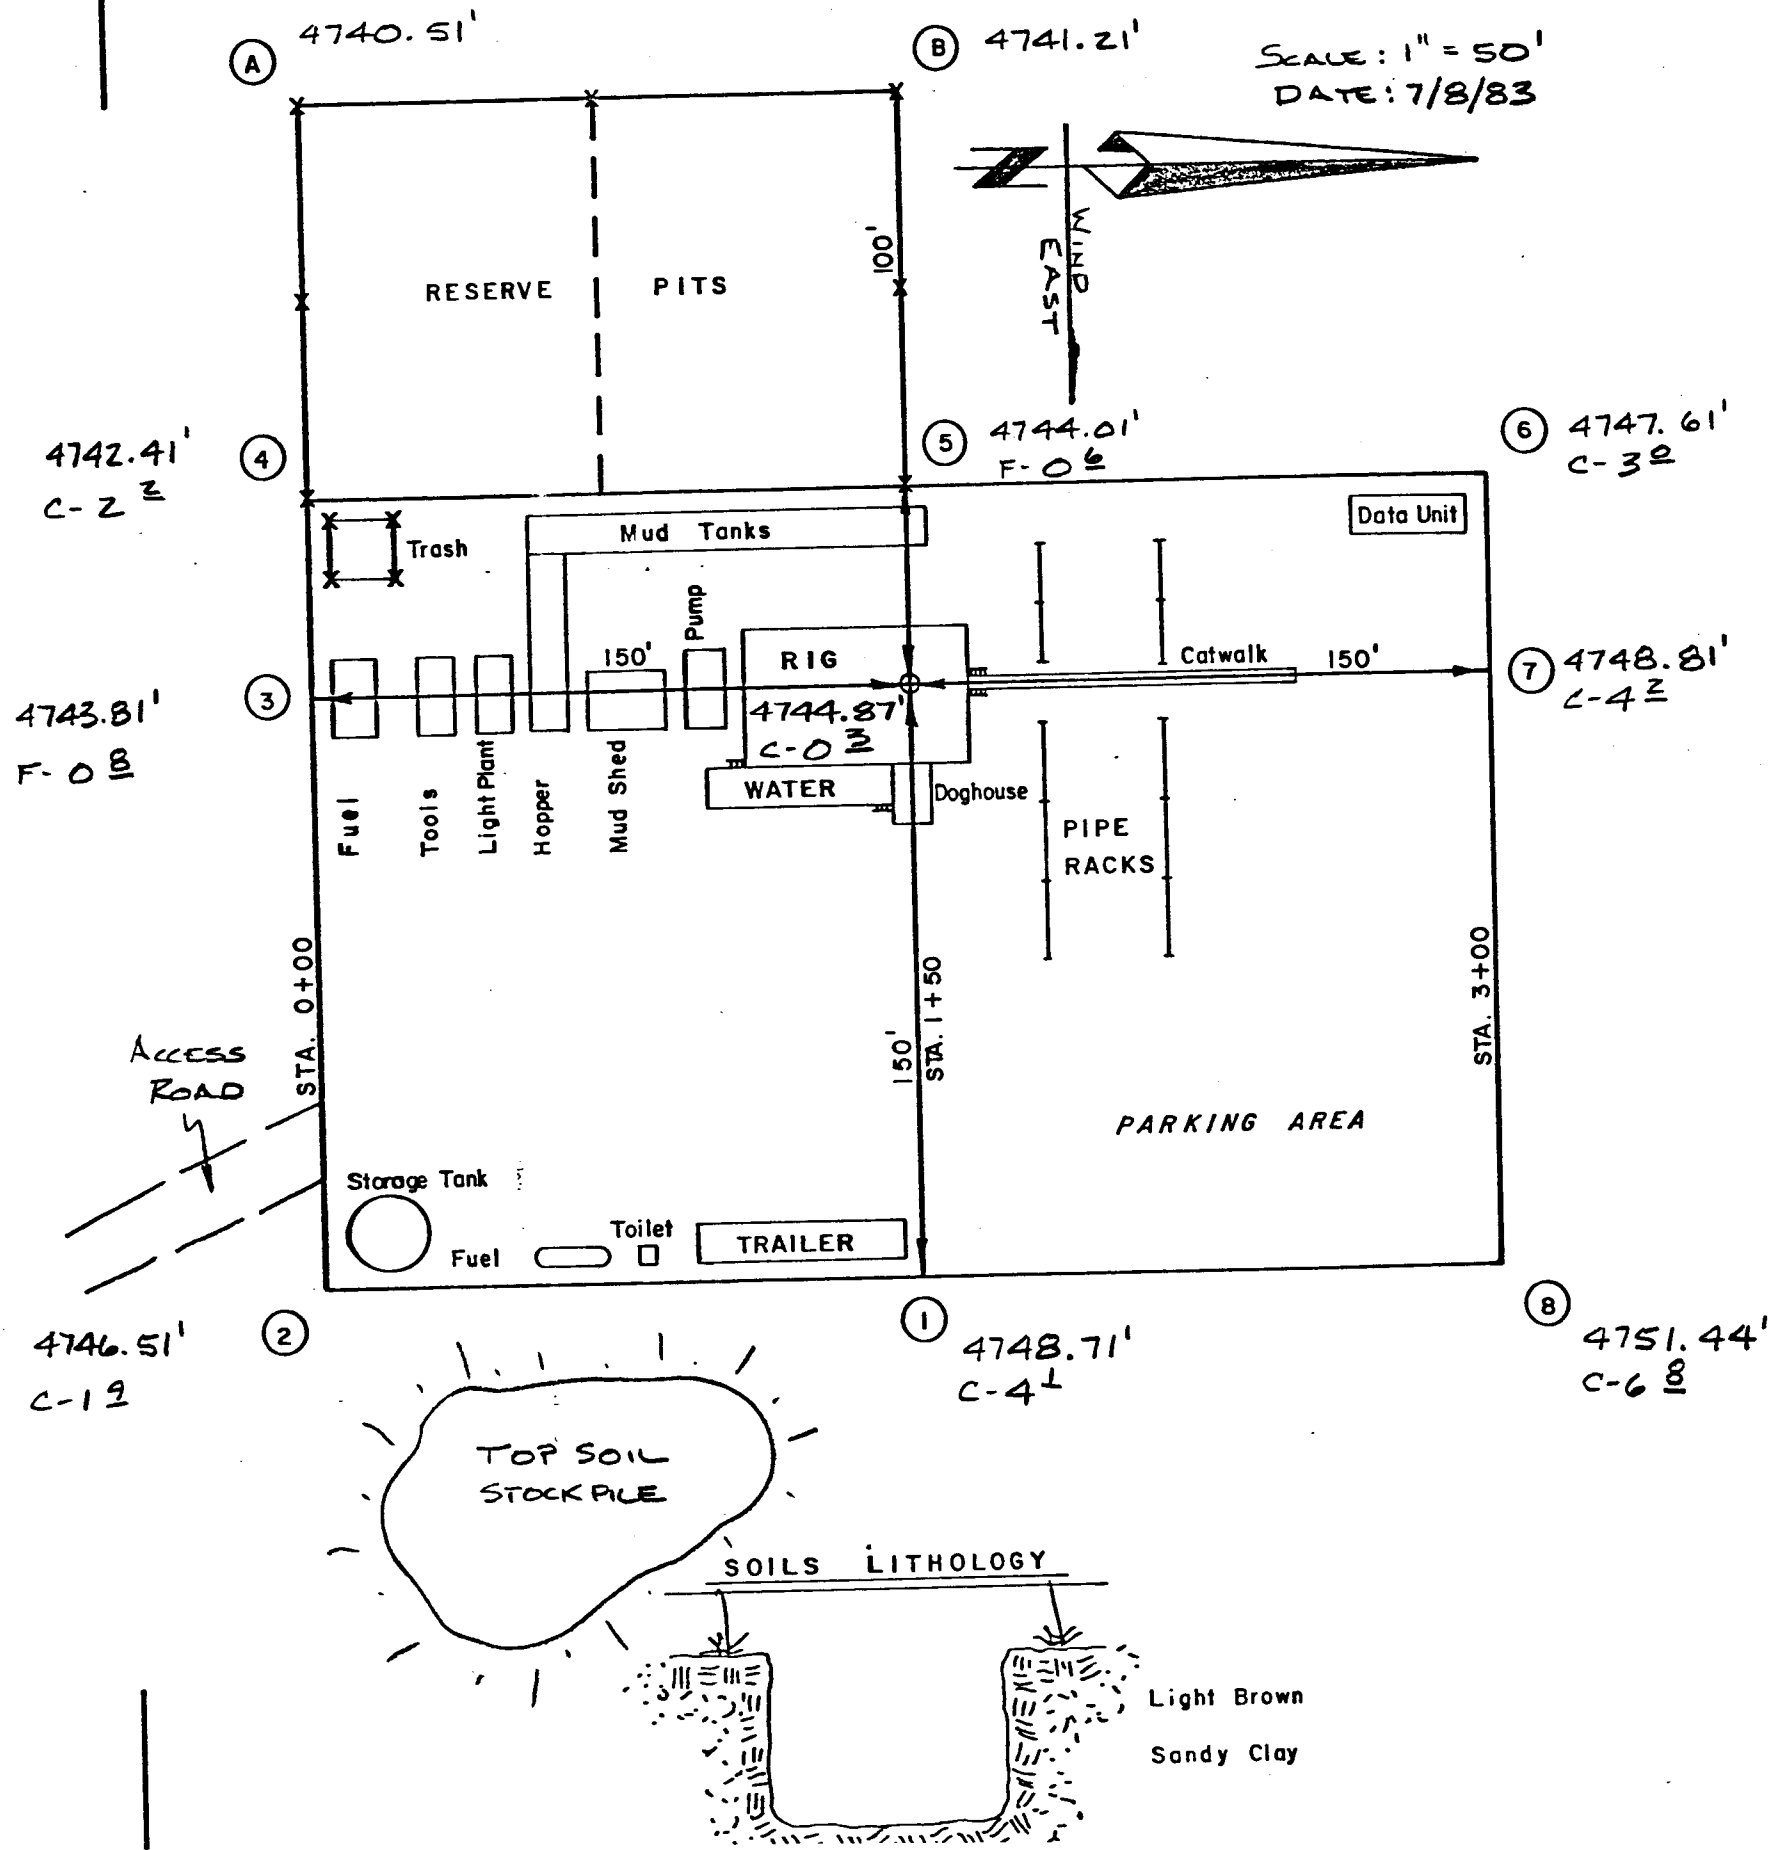 A 4740.51'
B 4741.21'
SCALE: 1" = 50'
DATE: 7/8/83
WIND
EAST
100'
RESERVE PITS
4742.41'
C-2 2
4
5 4744.01'
F-0 6
6 4747.61'
C-3 0
Mud Tanks
Data Unit
Trash
Pump
150'
RIG
Catwalk 150'
3
4743.81'
F-0 8
4744.87'
7 4748.81'
C-4 2
WATER
Doghouse
Fuel
Tools
Light Plant
Hopper
Mud Shed
PIPE
RACKS
STA. 0+00
150'
STA. 1+50
STA. 3+00
ACCESS
ROAD
PARKING AREA
Storage Tank
Fuel
Toilet
TRAILER
2
4746.51'
C-1 9
1
4748.71'
C-4 1
8
4751.44'
C-6 8
TOP SOIL
STOCKPILE
SOILS LITHOLOGY
Light Brown
Sandy Clay